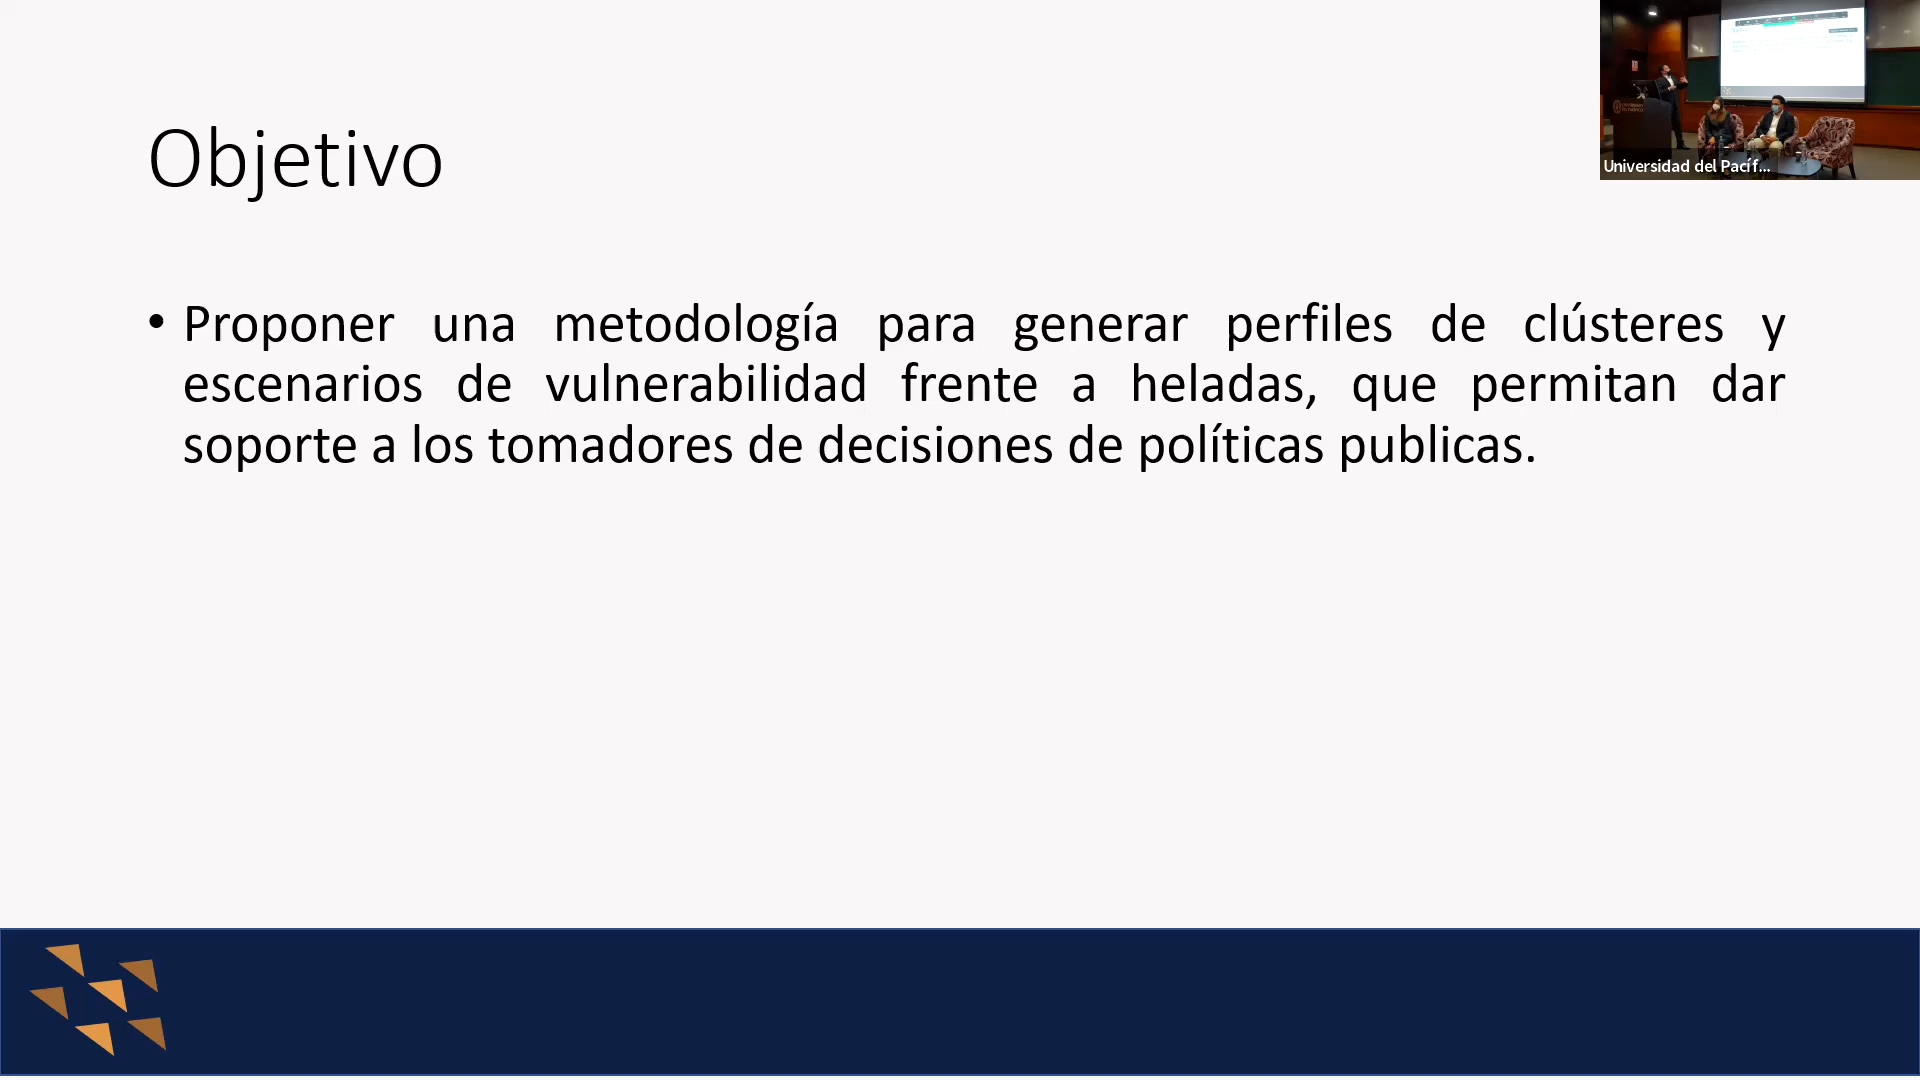 Objetivo
• Proponer una metodología para generar perfiles de clústeres y
escenarios de vulnerabilidad frente a heladas, que permitan dar
soporte a los tomadores de decisiones de políticas publicas.
Universidad del Pacíf...